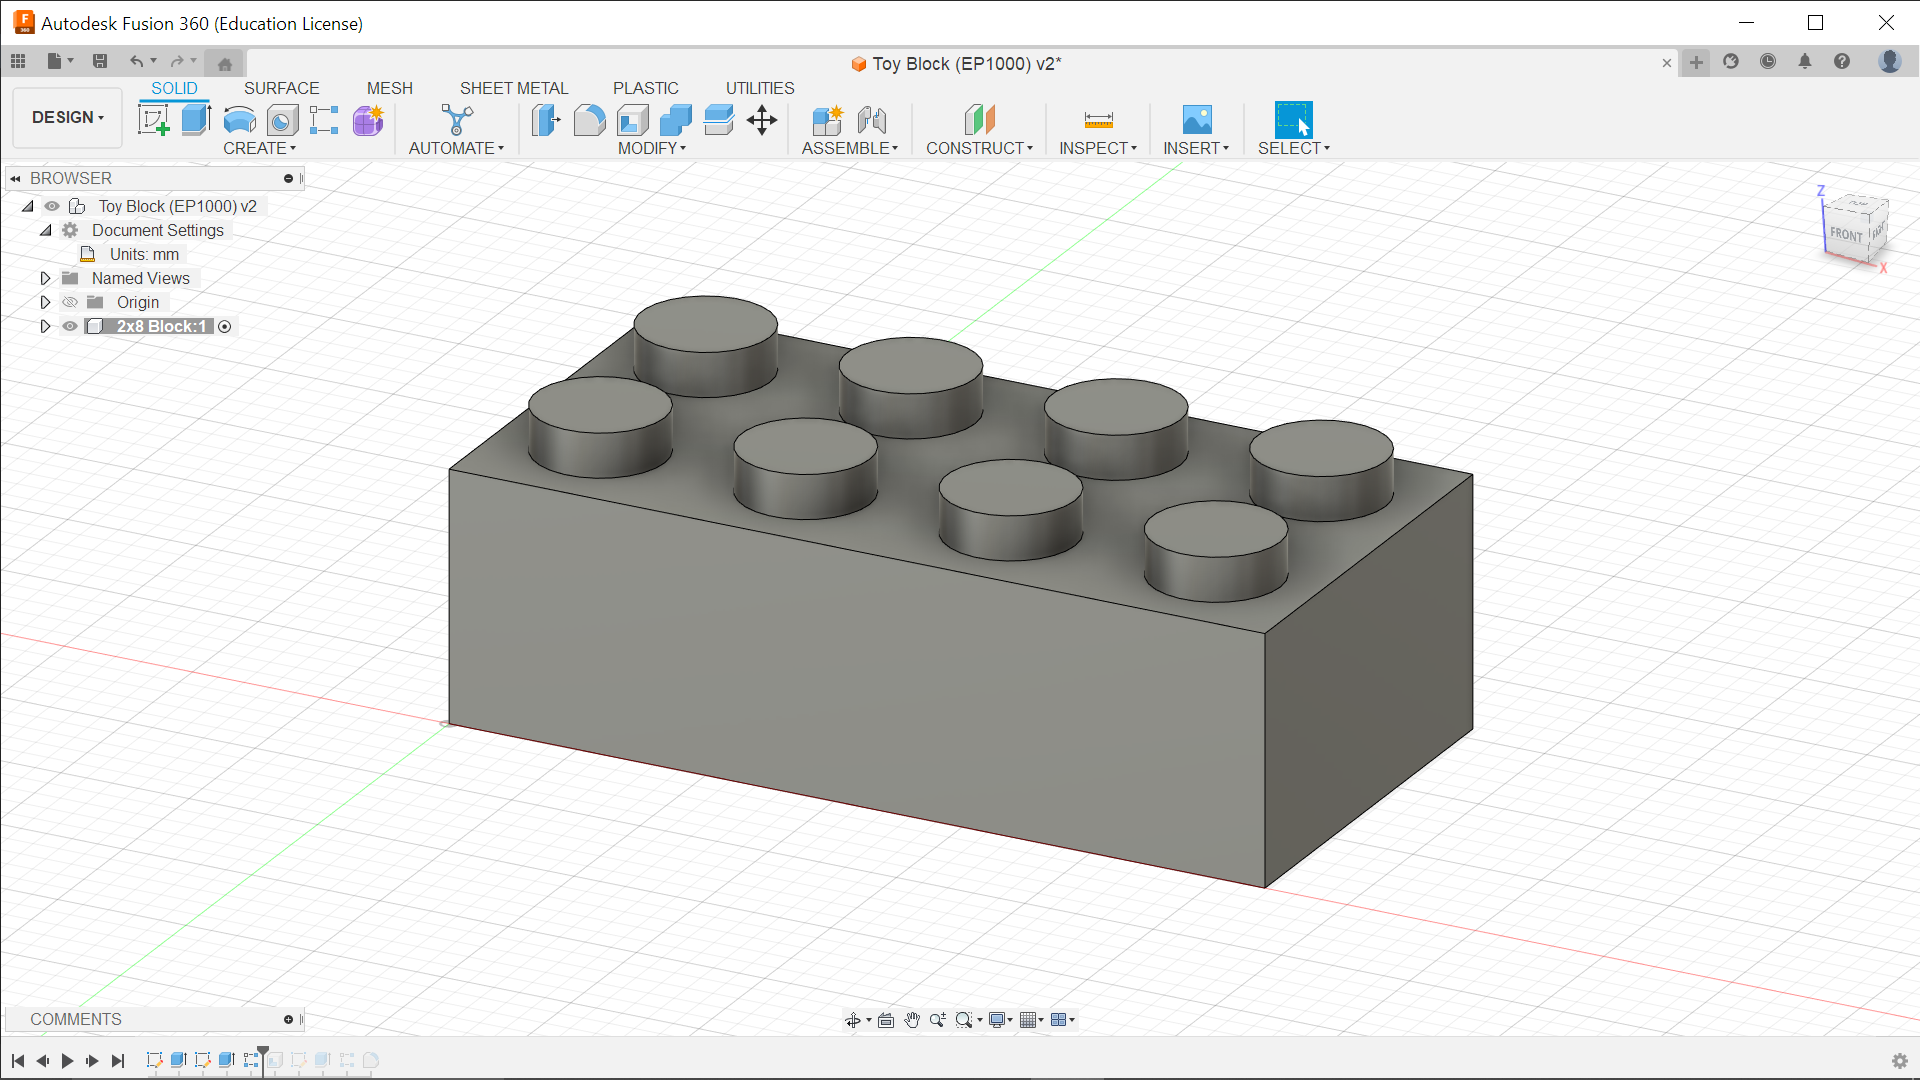 Autodesk Fusion 360 (Education License)
Toy Block (EP1000) v2*
SOLID SURFACE MESH SHEET METAL PLASTIC UTILITIES
DESIGN
CREATE AUTOMATE MODIFY ASSEMBLE CONSTRUCT INSPECT INSERT SELECT
BROWSER
Toy Block (EP1000) v2
Document Settings
Units: mm
Named Views
Origin
2x8 Block:1
Z
FRONT
X
COMMENTS